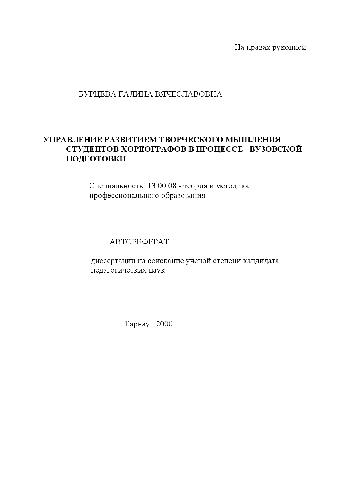 На правах рукописи
БУРЦЕВА ГАЛИНА ВЯЧЕСЛАВОВНА
УПРАВЛЕНИЕ РАЗВИТИЕМ ТВОРЧЕСКОГО МЫШЛЕНИЯ
СТУДЕНТОВ-ХОРЕОГРАФОВ В ПРОЦЕССЕ ВУЗОВСКОЙ
ПОДГОТОВКИ
Специальность 13.00.08 - теория и методика
профессионального образования
АВТОРЕФЕРАТ
диссертации на соискание ученой степени кандидата
педагогических наук
Барнаул 2000